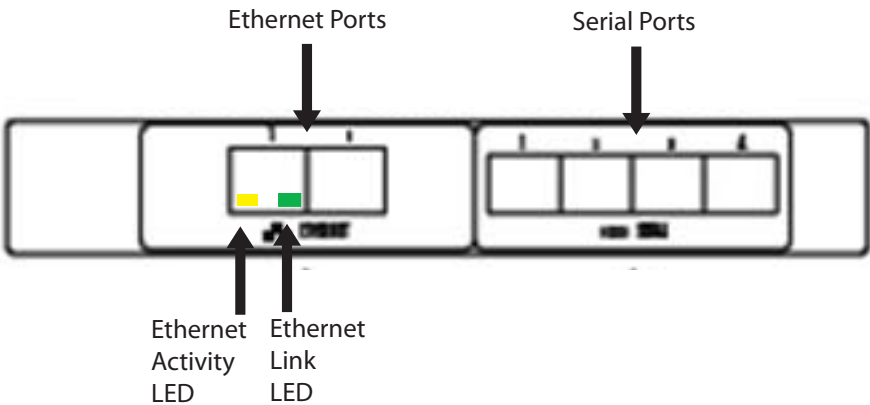 Ethernet Ports
Serial Ports
Ethernet
Activity
LED
Ethernet
Link
LED